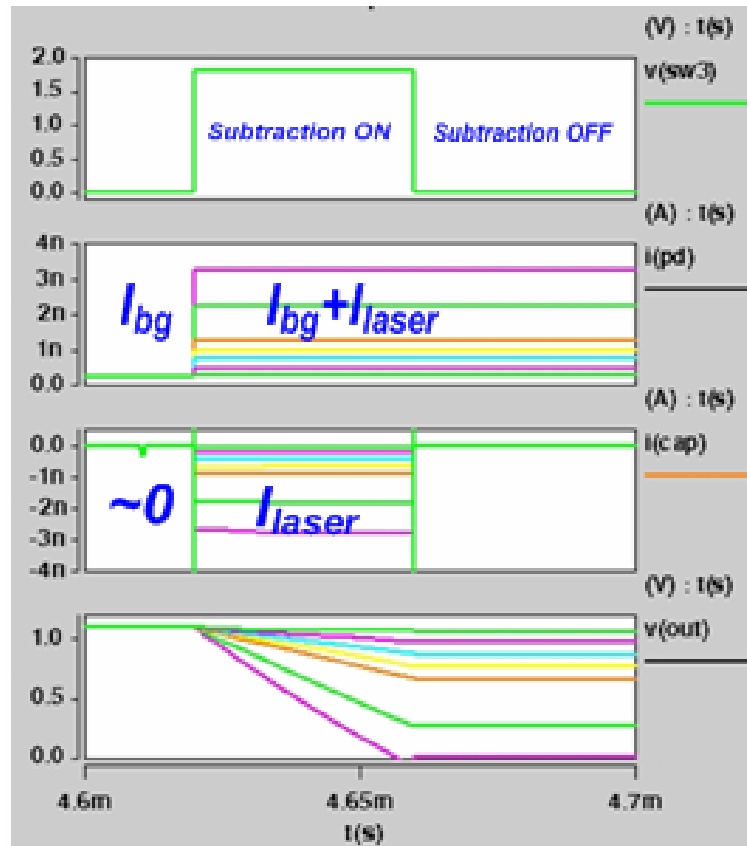 (V) : t(s)
v(sw3)
2.0
1.5
1.0
0.5
0.0
Subtraction ON
Subtraction OFF
(A) : t(s)
i(pd)
4n
3n
2n
1n
0.0
Ibg
Ibg+Ilaser
(A) : t(s)
i(cap)
0.0
-1n
-2n
-3n
-4n
~0
Ilaser
(V) : t(s)
v(out)
1.0
0.5
0.0
4.6m
4.65m
4.7m
t(s)